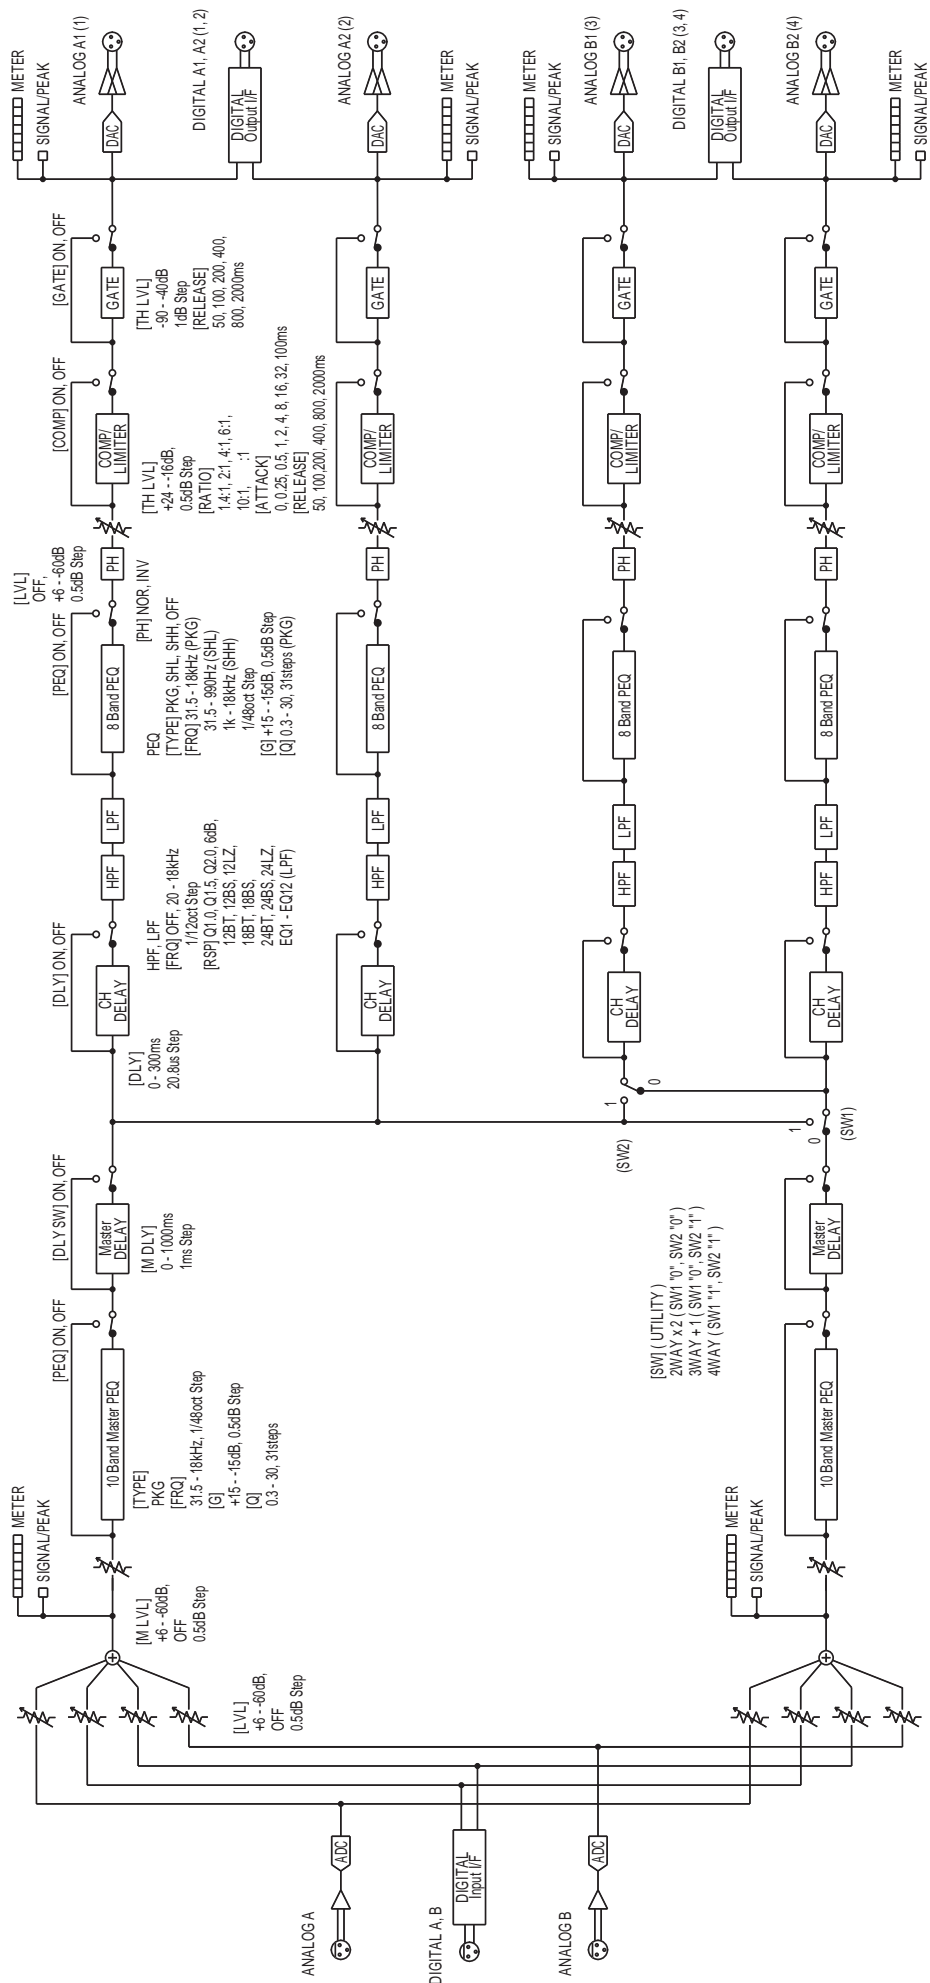 ANALOG A
ADC
DIGITAL A, B
DIGITAL
Input I/F
ANALOG B
ADC
[LVL]
+6 - -60dB,
OFF
0.5dB Step
METER
SIGNAL/PEAK
[M LVL]
+6 - -60dB,
OFF
0.5dB Step
[PEQ] ON, OFF
10 Band Master PEQ
[TYPE]
PKG
[FRQ]
31.5 - 18kHz, 1/48oct Step
[G]
+15 - -15dB, 0.5dB Step
[Q]
0.3 - 30, 31steps
[DLY SW] ON, OFF
Master
DELAY
[M DLY]
0 - 1000ms
1ms Step
METER
SIGNAL/PEAK
10 Band Master PEQ
Master
DELAY
[SW] ( UTILITY )
2WAY x 2 ( SW1 "0", SW2 "0" )
3WAY + 1 ( SW1 "0", SW2 "1" )
4WAY ( SW1 "1", SW2 "1" )
(SW2)
1
0
1
0
(SW1)
[DLY] ON, OFF
CH
DELAY
[DLY]
0 - 300ms
20.8us Step
HPF
LPF
HPF, LPF
[FRQ] OFF, 20 - 18kHz
1/12oct Step
[RSP] Q1.0, Q1.5, Q2.0, 6dB,
12BT, 12BS, 12LZ,
18BT, 18BS,
24BT, 24BS, 24LZ,
EQ1 - EQ12 (LPF)
[PEQ] ON, OFF
8 Band PEQ
PEQ
[TYPE] PKG, SHL, SHH, OFF
[FRQ] 31.5 - 18kHz (PKG)
31.5 - 990Hz (SHL)
1k - 18kHz (SHH)
1/48oct Step
[G] +15 - -15dB, 0.5dB Step
[Q] 0.3 - 30, 31steps (PKG)
PH
[PH] NOR, INV
[LVL]
OFF,
+6 - -60dB
0.5dB Step
[COMP] ON, OFF
COMP/
LIMITER
[TH LVL]
+24 - -16dB,
0.5dB Step
[RATIO]
1.4:1, 2:1, 4:1, 6:1,
10:1, :1
[ATTACK]
0, 0.25, 0.5, 1, 2, 4, 8, 16, 32, 100ms
[RELEASE]
50, 100,200, 400, 800, 2000ms
[GATE] ON, OFF
GATE
[TH LVL]
-90 - -40dB
1dB Step
[RELEASE]
50, 100, 200, 400,
800, 2000ms
METER
SIGNAL/PEAK
DAC
ANALOG A1 (1)
DIGITAL
Output I/F
DIGITAL A1, A2 (1, 2)
CH
DELAY
HPF
LPF
8 Band PEQ
PH
COMP/
LIMITER
GATE
DAC
ANALOG A2 (2)
METER
SIGNAL/PEAK
CH
DELAY
HPF
LPF
8 Band PEQ
PH
COMP/
LIMITER
GATE
METER
SIGNAL/PEAK
DAC
ANALOG B1 (3)
DIGITAL
Output I/F
DIGITAL B1, B2 (3, 4)
CH
DELAY
HPF
LPF
8 Band PEQ
PH
COMP/
LIMITER
GATE
DAC
ANALOG B2 (4)
METER
SIGNAL/PEAK